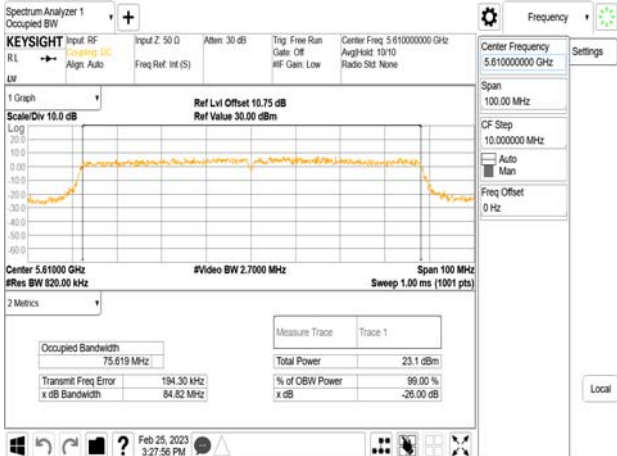 Spectrum Analyzer 1
Occupied BW
+
Frequency
KEYSIGHT
RL
Input: RF
Coupling: DC
Align: Auto
Input Z: 50 Ω
Freq Ref: Int (S)
Atten: 30 dB
Trig: Free Run
Gate: Off
#IF Gain: Low
Center Freq: 5.610000000 GHz
Avg|Hold: 10/10
Radio Std: None
Center Frequency
5.610000000 GHz
Settings
Span
100.00 MHz
CF Step
10.000000 MHz
Auto
Man
Freq Offset
0 Hz
Local
1 Graph
Scale/Div 10.0 dB
Ref Lvl Offset 10.75 dB
Ref Value 30.00 dBm
Log
20.0
10.0
0.00
-10.0
-20.0
-30.0
-40.0
-50.0
-60.0
Center 5.61000 GHz
#Res BW 820.00 kHz
#Video BW 2.7000 MHz
Span 100 MHz
Sweep 1.00 ms (1001 pts)
2 Metrics
Measure Trace
Trace 1
Occupied Bandwidth
75.619 MHz
Total Power
23.1 dBm
Transmit Freq Error
194.30 kHz
% of OBW Power
99.00 %
x dB Bandwidth
84.82 MHz
x dB
-26.00 dB
?
Feb 25, 2023
3:27:56 PM